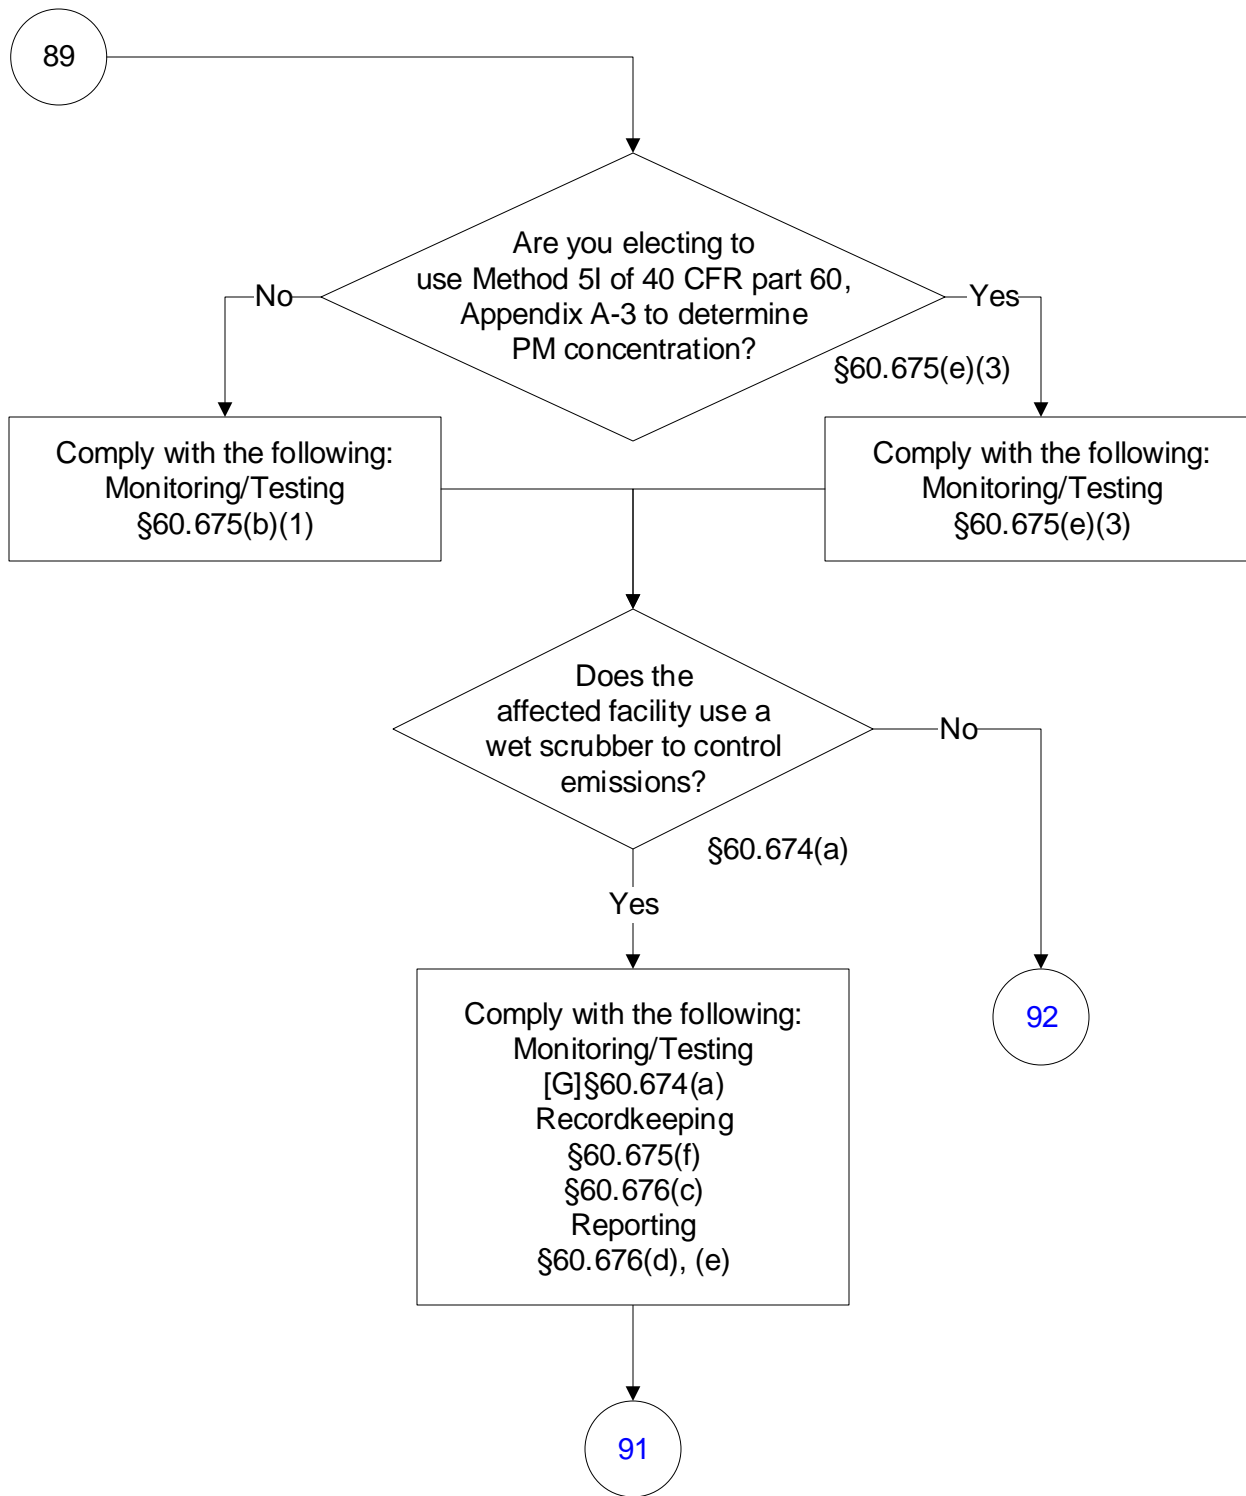 89
Are you electing to
use Method 5I of 40 CFR part 60,
Appendix A-3 to determine
PM concentration?
No
Yes
§60.675(e)(3)
Comply with the following:
Monitoring/Testing
§60.675(b)(1)
Comply with the following:
Monitoring/Testing
§60.675(e)(3)
Does the
affected facility use a
wet scrubber to control
emissions?
No
§60.674(a)
Yes
Comply with the following:
Monitoring/Testing
[G]§60.674(a)
Recordkeeping
§60.675(f)
§60.676(c)
Reporting
§60.676(d), (e)
92
91